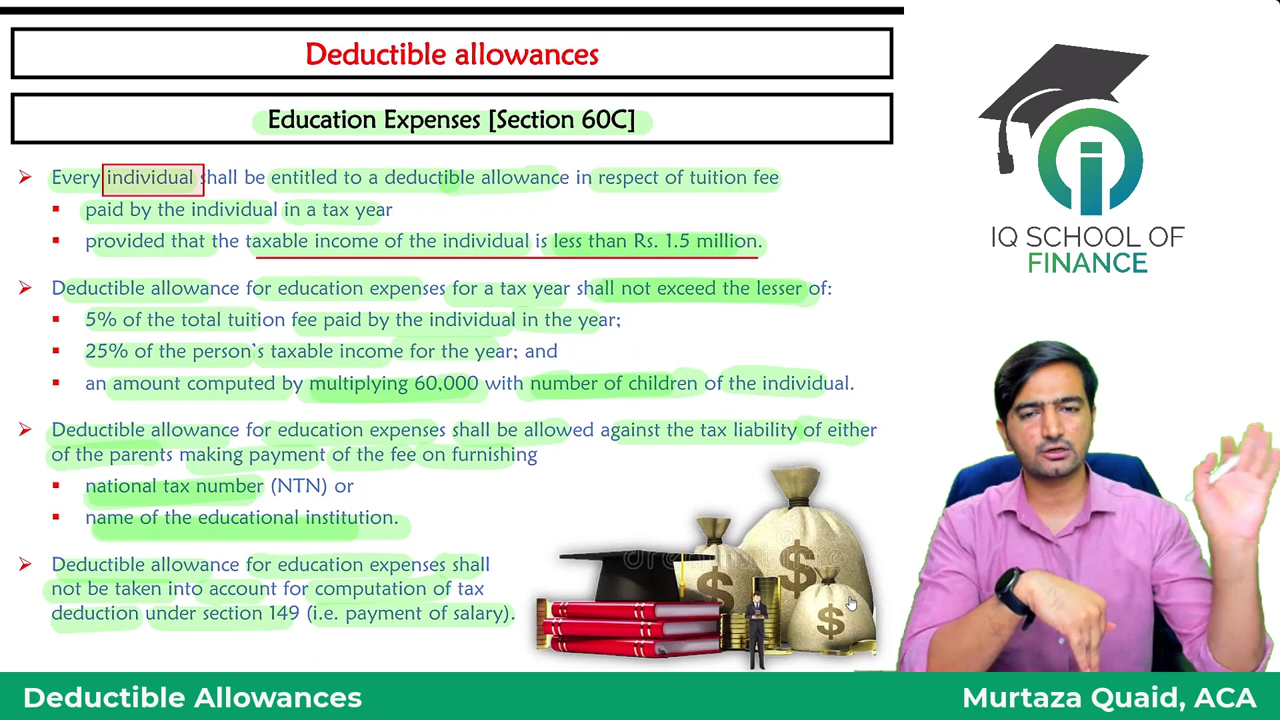 Deductible allowances
Education Expenses [Section 60C]
Every individual shall be entitled to a deductible allowance in respect of tuition fee
paid by the individual in a tax year
provided that the taxable income of the individual is less than Rs. 1.5 million.
Deductible allowance for education expenses for a tax year shall not exceed the lesser of:
5% of the total tuition fee paid by the individual in the year;
25% of the person's taxable income for the year; and
an amount computed by multiplying 60,000 with number of children of the individual.
Deductible allowance for education expenses shall be allowed against the tax liability of either
of the parents making payment of the fee on furnishing
national tax number (NTN) or
name of the educational institution.
Deductible allowance for education expenses shall
not be taken into account for computation of tax
deduction under section 149 (i.e. payment of salary).
IQ SCHOOL OF
FINANCE
Deductible Allowances
Murtaza Quaid, ACA